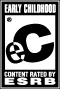 EARLY CHILDHOOD
eC
CONTENT RATED BY
ESRB